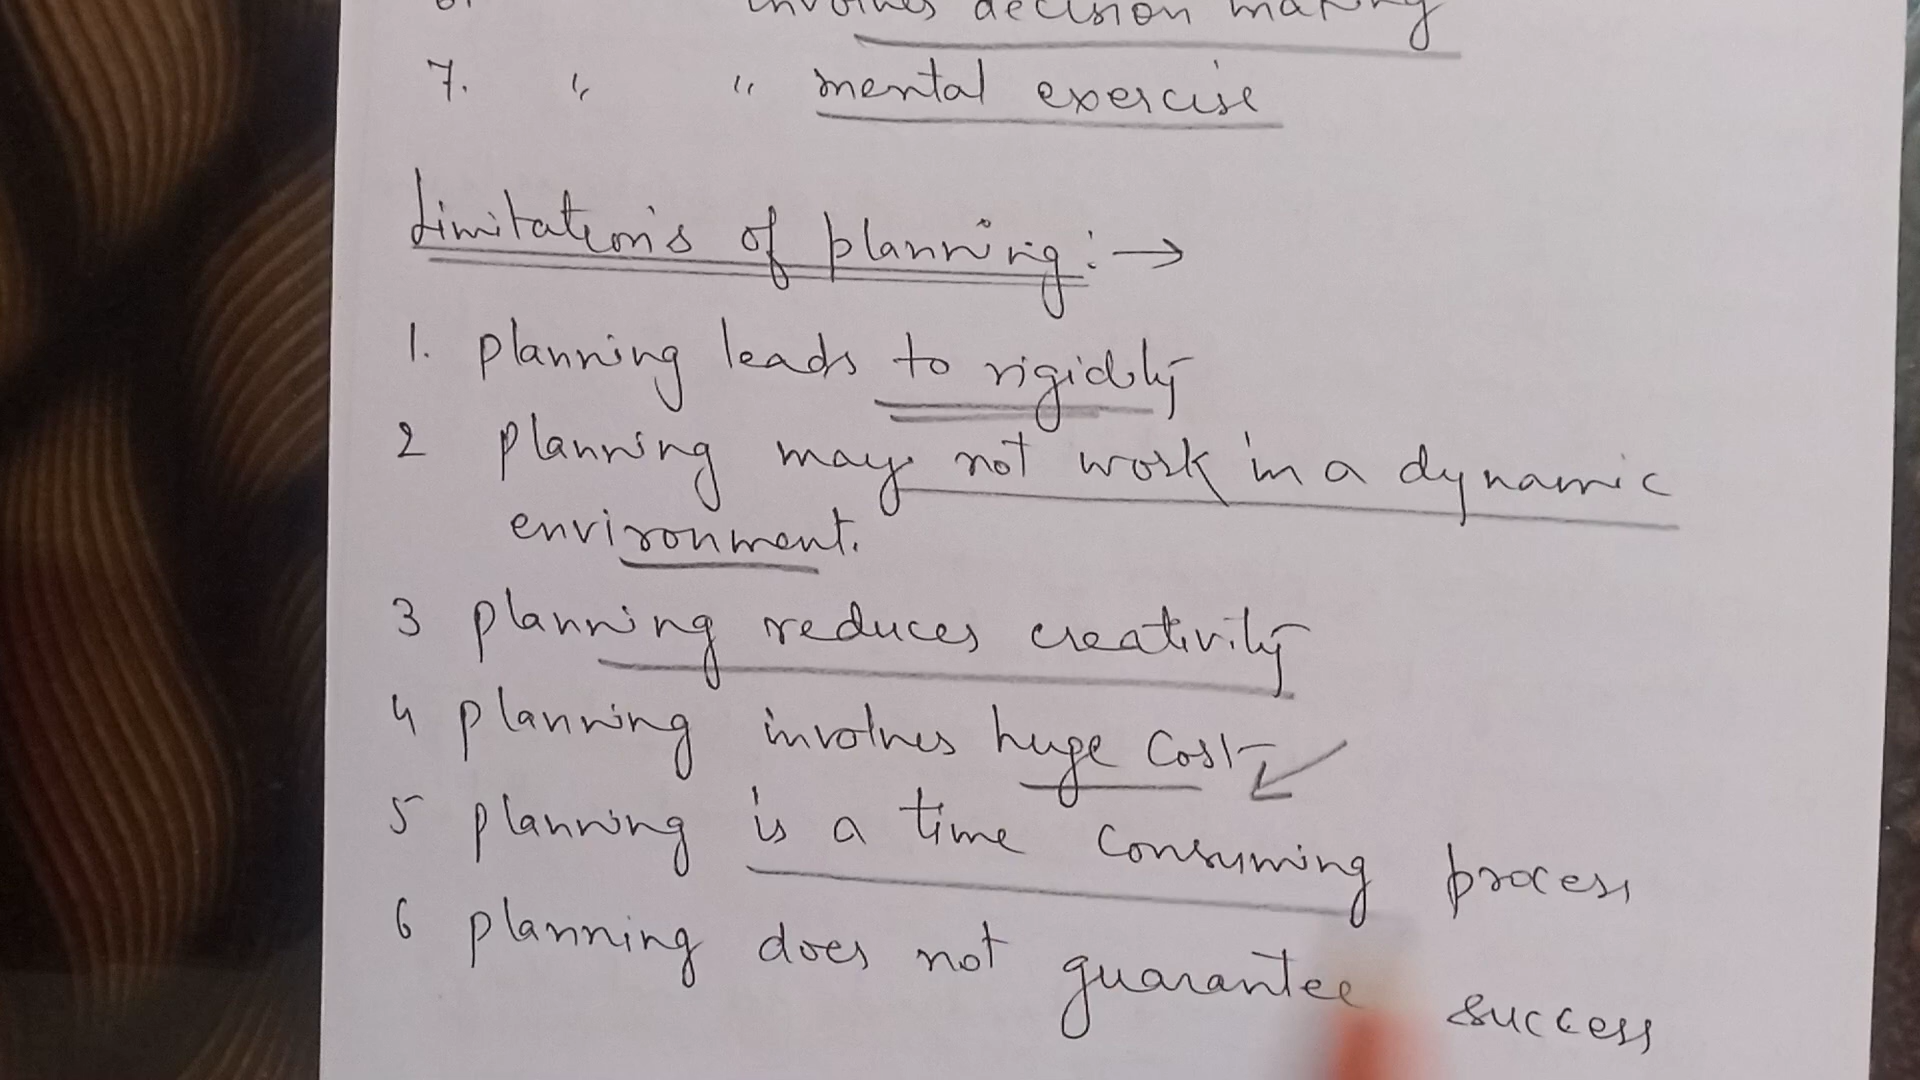 6. involves decision making
7. " " mental exercise
Limitations of planning:→
1. planning leads to rigidity
2 planning may not work in a dynamic
environment.
3 planning reduces creativity
4 planning involves huge cost
5 planning is a time consuming process
6 planning does not guarantee success